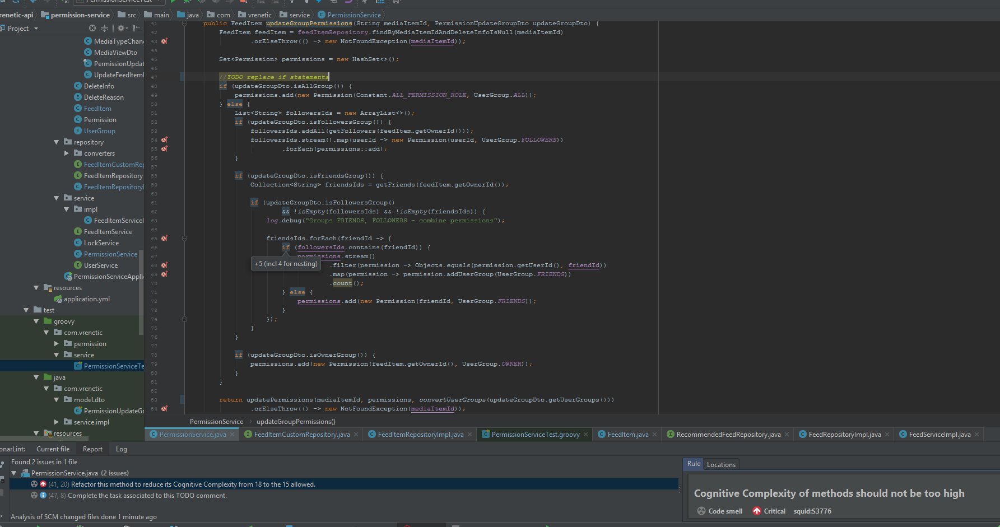 vrenetic-api permission-service src main java com vrenetic service PermissionService
Project
MediaTypeChan
MediaViewDto
PermissionUpdat
UpdateFeedItem
DeleteInfo
DeleteReason
FeedItem
Permission
UserGroup
repository
converters
FeedItemCustomRep
FeedItemRepository
FeedItemRepositoryI
service
impl
FeedItemServiceI
FeedItemService
LockService
PermissionService
UserService
PermissionServiceAppli
resources
application.yml
test
groovy
com.vrenetic
permission
service
PermissionServiceTe
java
com.vrenetic
model.dto
PermissionUpdateGr
service.impl
resources
41 public FeedItem updateGroupPermissions(String mediaItemId, PermissionUpdateGroupDto updateGroupDto) {
42 FeedItem feedItem = feedItemRepository.findByMediaItemIdAndDeleteInfoIsNull(mediaItemId)
43 .orElseThrow(() -> new NotFoundException(mediaItemId));
44
45 Set<Permission> permissions = new HashSet<>();
46
47 //TODO replace if statements
48 if (updateGroupDto.isAllGroup()) {
49 permissions.add(new Permission(Constant.ALL_PERMISSION_ROLE, UserGroup.ALL));
50 } else {
51 List<String> followersIds = new ArrayList<>();
52 if (updateGroupDto.isFollowersGroup()) {
53 followersIds.addAll(getFollowers(feedItem.getOwnerId()));
54 followersIds.stream().map(userId -> new Permission(userId, UserGroup.FOLLOWERS))
55 .forEach(permissions::add);
56 }
57
58 if (updateGroupDto.isFriendsGroup()) {
59 Collection<String> friendsIds = getFriends(feedItem.getOwnerId());
60
61 if (updateGroupDto.isFollowersGroup()
62 && !isEmpty(followersIds) && !isEmpty(friendsIds)) {
63 log.debug("Groups FRIENDS, FOLLOWERS - combine permissions");
64
65 friendsIds.forEach(friendId -> {
66 if (followersIds.contains(friendId)) {
67 permissions.stream()
+5 (incl 4 for nesting)
68 .filter(permission -> Objects.equals(permission.getUserId(), friendId))
69 .map(permission -> permission.addUserGroup(UserGroup.FRIENDS))
70 .count();
71 } else {
72 permissions.add(new Permission(friendId, UserGroup.FRIENDS));
73 }
74 });
75 }
76 }
77
78 if (updateGroupDto.isOwnerGroup()) {
79 permissions.add(new Permission(feedItem.getOwnerId(), UserGroup.OWNER));
80 }
81 }
82
83 return updatePermissions(mediaItemId, permissions, convertUserGroups(updateGroupDto.getUserGroups()))
84 .orElseThrow(() -> new NotFoundException(mediaItemId));
PermissionService › updateGroupPermissions()
PermissionService.java FeedItemCustomRepository.java FeedItemRepositoryImpl.java PermissionServiceTest.groovy FeedItem.java RecommendedFeedRepository.java FeedRepositoryImpl.java FeedServiceImpl.java
onarLint: Current file Report Log
Found 2 issues in 1 file
PermissionService.java (2 issues)
(41, 20) Refactor this method to reduce its Cognitive Complexity from 18 to the 15 allowed.
(47, 8) Complete the task associated to this TODO comment.
Analysis of SCM changed files done 1 minute ago
Rule Locations
Cognitive Complexity of methods should not be too high
Code smell Critical squid:S3776